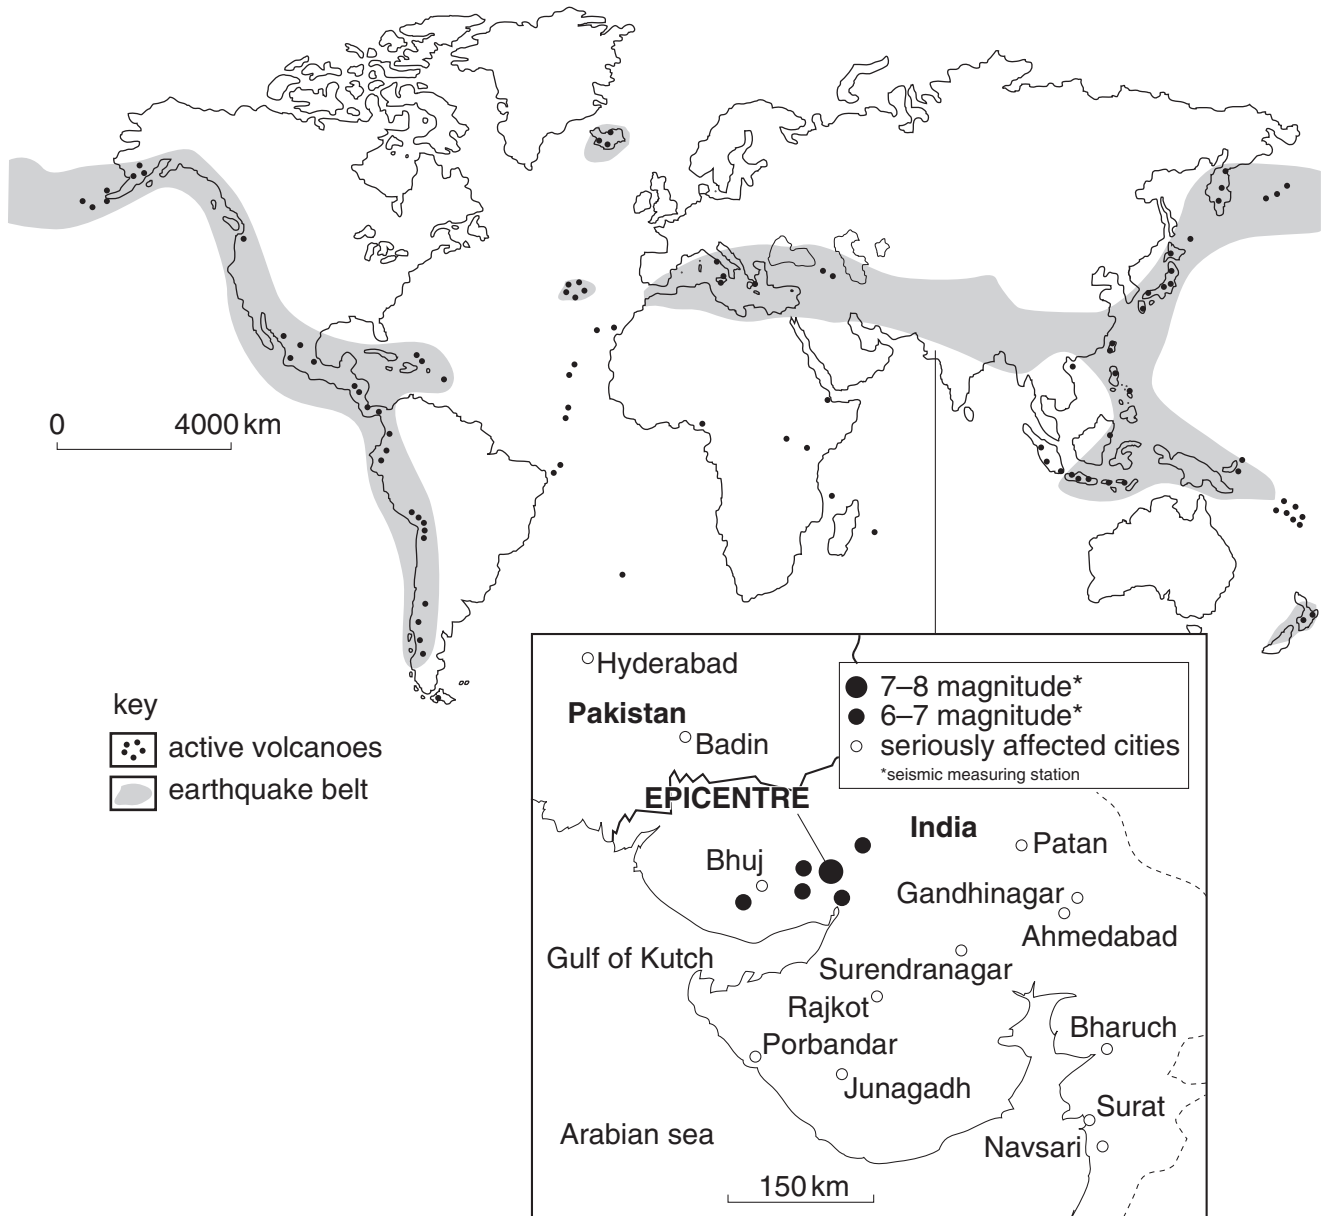 0 4000 km
key
active volcanoes
earthquake belt
Hyderabad
Pakistan
Badin
7–8 magnitude*
6–7 magnitude*
seriously affected cities
*seismic measuring station
EPICENTRE
India
Patan
Bhuj
Gandhinagar
Ahmedabad
Gulf of Kutch
Surendranagar
Rajkot
Bharuch
Porbandar
Junagadh
Surat
Arabian sea
Navsari
150 km